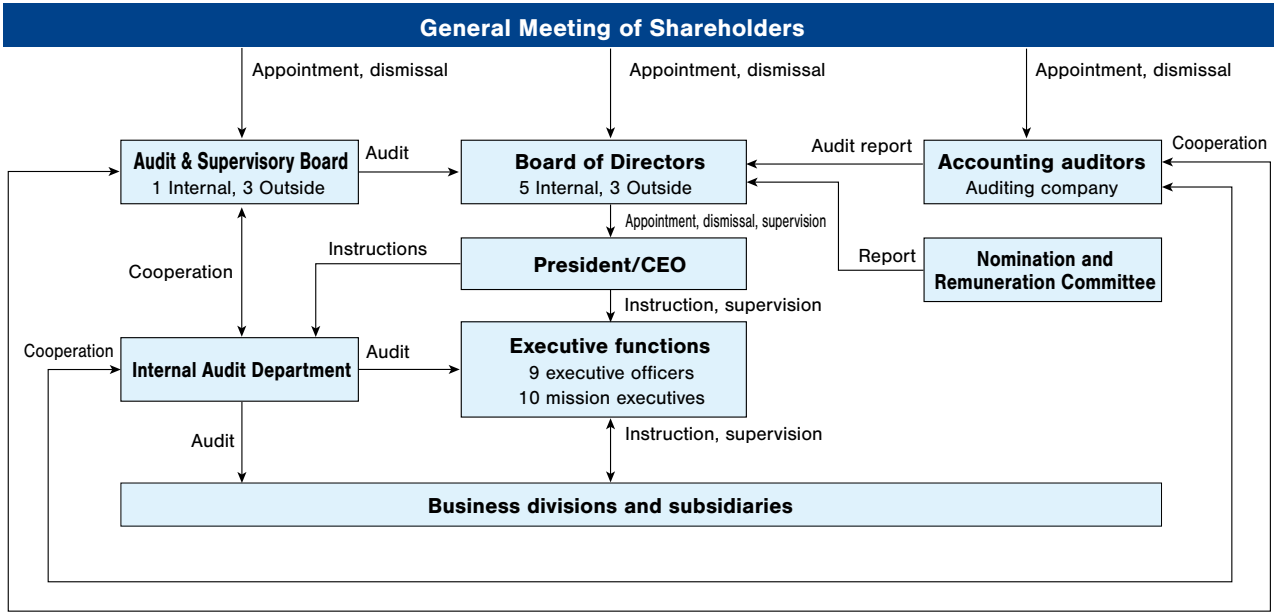 General Meeting of Shareholders
Appointment, dismissal
Appointment, dismissal
Appointment, dismissal
Audit & Supervisory Board
1 Internal, 3 Outside
Audit
Board of Directors
5 Internal, 3 Outside
Audit report
Accounting auditors
Auditing company
Cooperation
Appointment, dismissal, supervision
Instructions
President/CEO
Report
Nomination and
Remuneration Committee
Cooperation
Instruction, supervision
Cooperation
Internal Audit Department
Audit
Executive functions
9 executive officers
10 mission executives
Audit
Instruction, supervision
Business divisions and subsidiaries